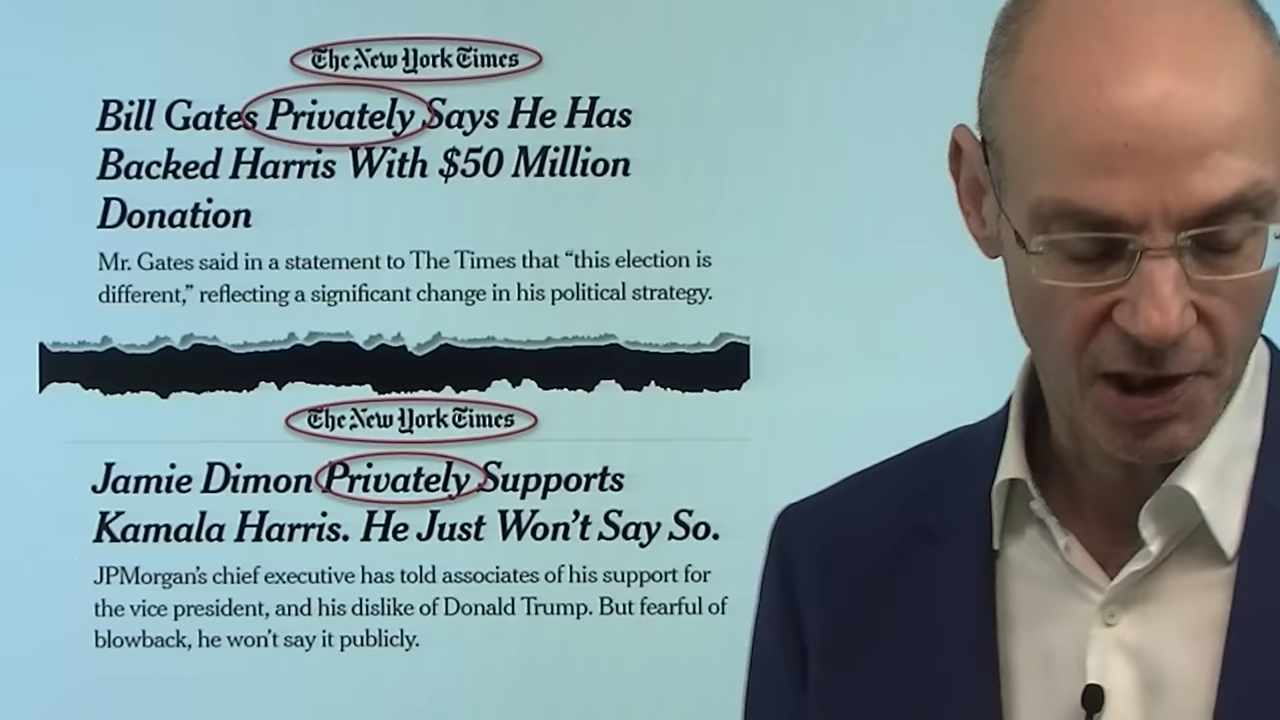 The New York Times
Bill Gates Privately Says He Has
Backed Harris With $50 Million
Donation
Mr. Gates said in a statement to The Times that “this election is
different,” reflecting a significant change in his political strategy.
The New York Times
Jamie Dimon Privately Supports
Kamala Harris. He Just Won’t Say So.
JPMorgan’s chief executive has told associates of his support for
the vice president, and his dislike of Donald Trump. But fearful of
blowback, he won’t say it publicly.